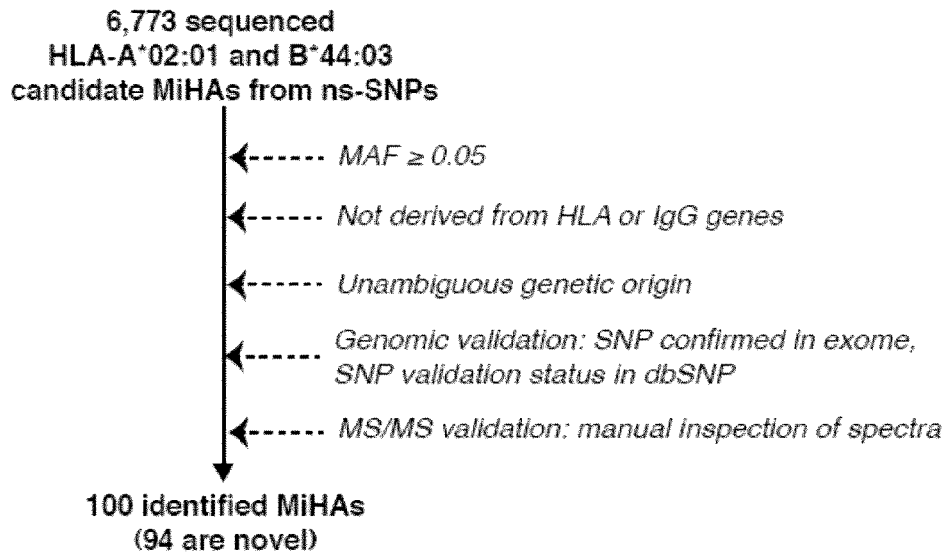 6,773 sequenced
HLA-A*02:01 and B*44:03
candidate MiHAs from ns-SNPs
MAF ≥ 0.05
Not derived from HLA or IgG genes
Unambiguous genetic origin
Genomic validation: SNP confirmed in exome,
SNP validation status in dbSNP
MS/MS validation: manual inspection of spectra
100 identified MiHAs
(94 are novel)